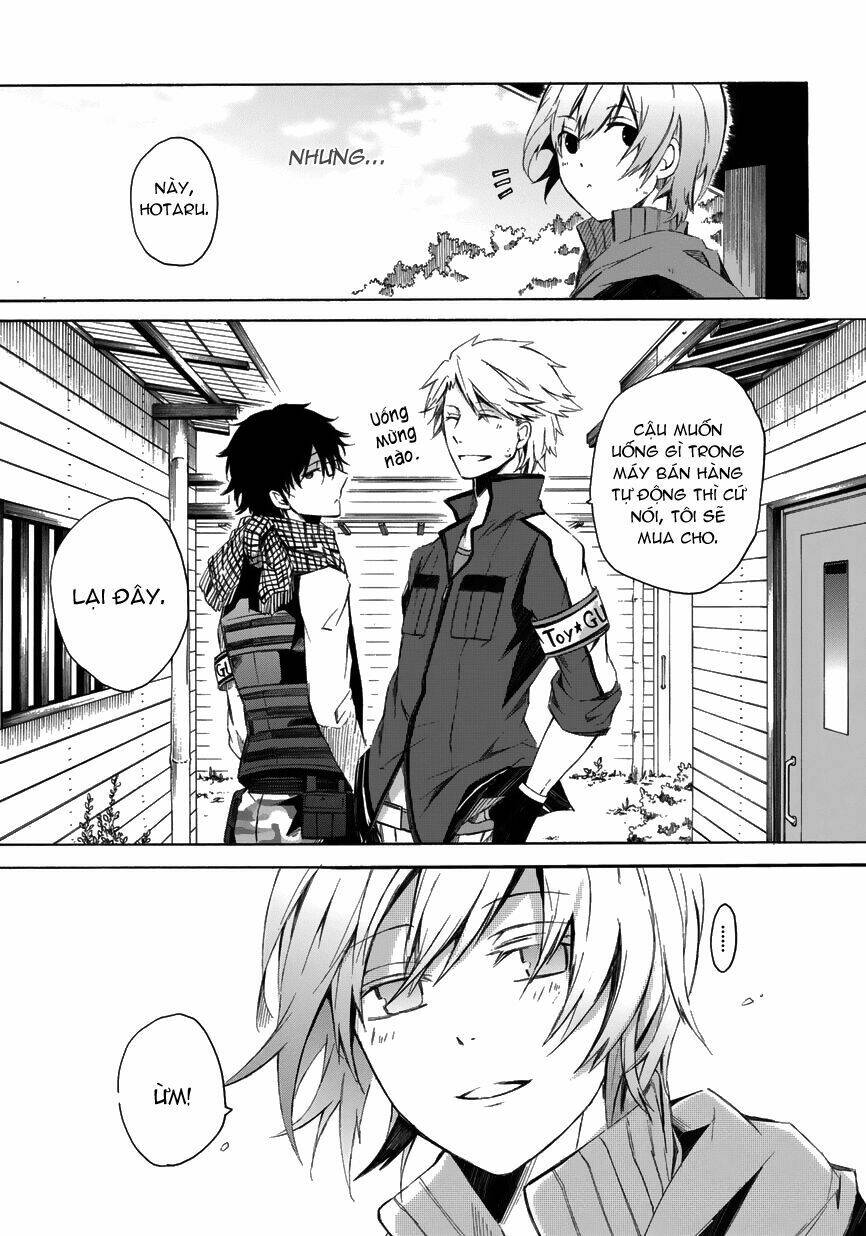 NHƯNG...
NÀY,
HOTARU.
CẬU MUỐN
UỐNG GÌ TRONG
MÁY BÁN HÀNG
TỰ ĐỘNG THÌ CỨ
NÓI, TÔI SẼ
MUA CHO.
Uống
mừng
nào.
Toy★GU
GU
LẠI ĐÂY.
......
ỪM!